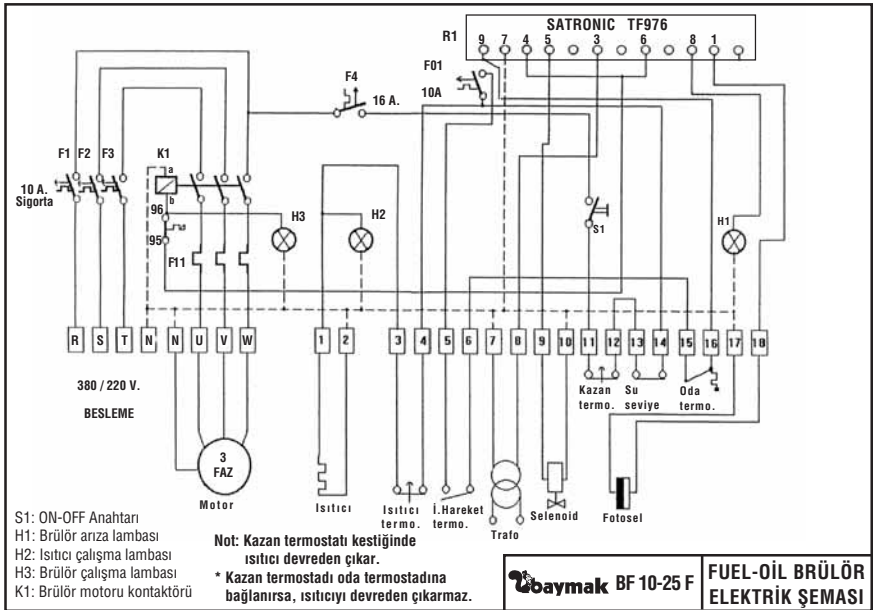 SATRONIC TF976
R1
9 7 4 5 3 6 8 1
F01
10A
F4
16 A.
F1 F2 F3
K1
a
b
10 A.
Sigorta
96
95
F11
H3
H2
S1
H1
R S T N N U V W 1 2 3 4 5 6 7 8 9 10 11 12 13 14 15 16 17 18
380 / 220 V.
BESLEME
Kazan
termo.
Su
seviye
Oda
termo.
3
FAZ
Motor
Isıtıcı
Isıtıcı
termo.
İ.Hareket
termo.
Trafo
Selenoid
Fotosel
S1: ON-OFF Anahtarı
H1: Brülör arıza lambası
H2: Isıtıcı çalışma lambası
H3: Brülör çalışma lambası
K1: Brülör motoru kontaktörü
Not: Kazan termostatı kestiğinde
ısıtıcı devreden çıkar.
* Kazan termostadı oda termostadına
bağlanırsa, ısıtıcıyı devreden çıkarmaz.
baymak BF 10-25 F
FUEL-OİL BRÜLÖR
ELEKTRİK ŞEMASI